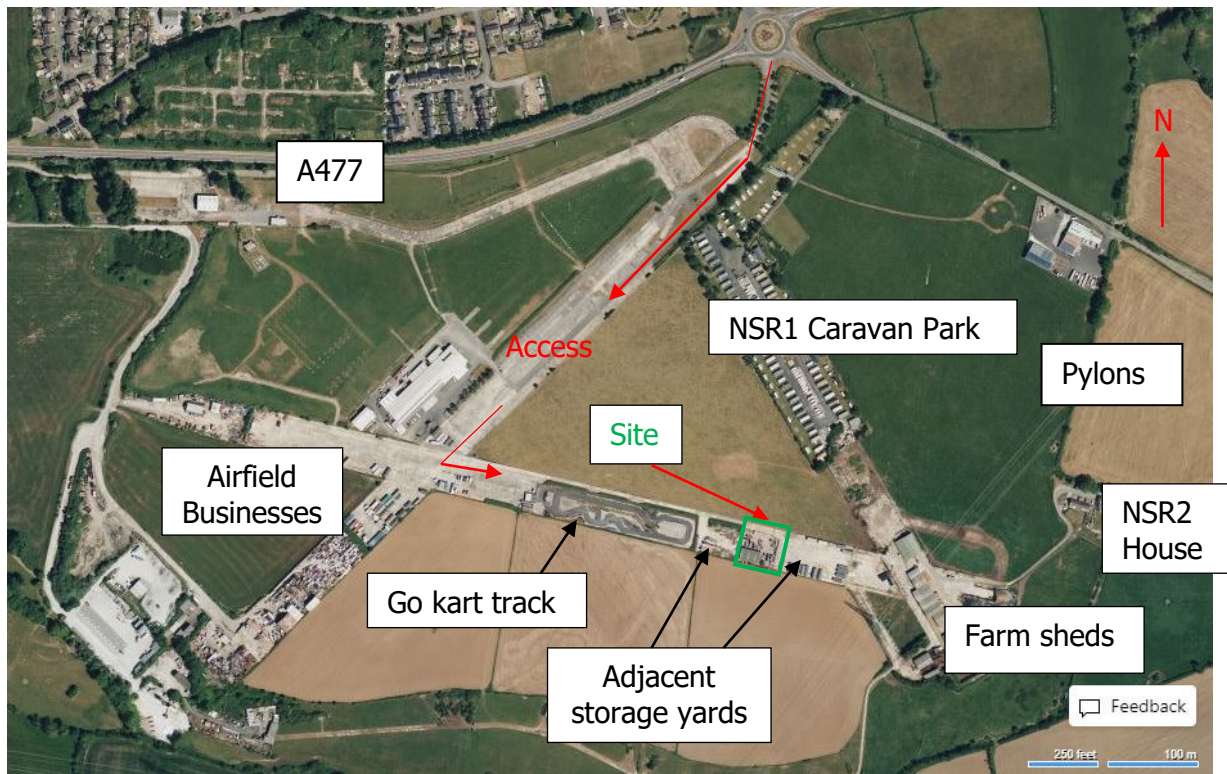 A477
N
NSR1 Caravan Park
Access
Pylons
Site
Airfield
Businesses
NSR2
House
Go kart track
Farm sheds
Adjacent
storage yards
Feedback
250 feet
100 m